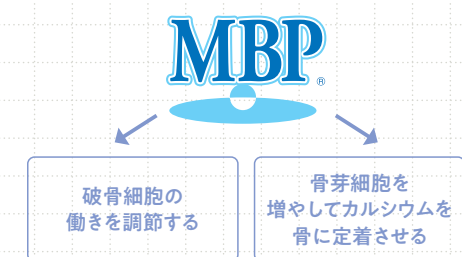 MBP®
破骨細胞の
働きを調節する
骨芽細胞を
増やしてカルシウムを
骨に定着させる